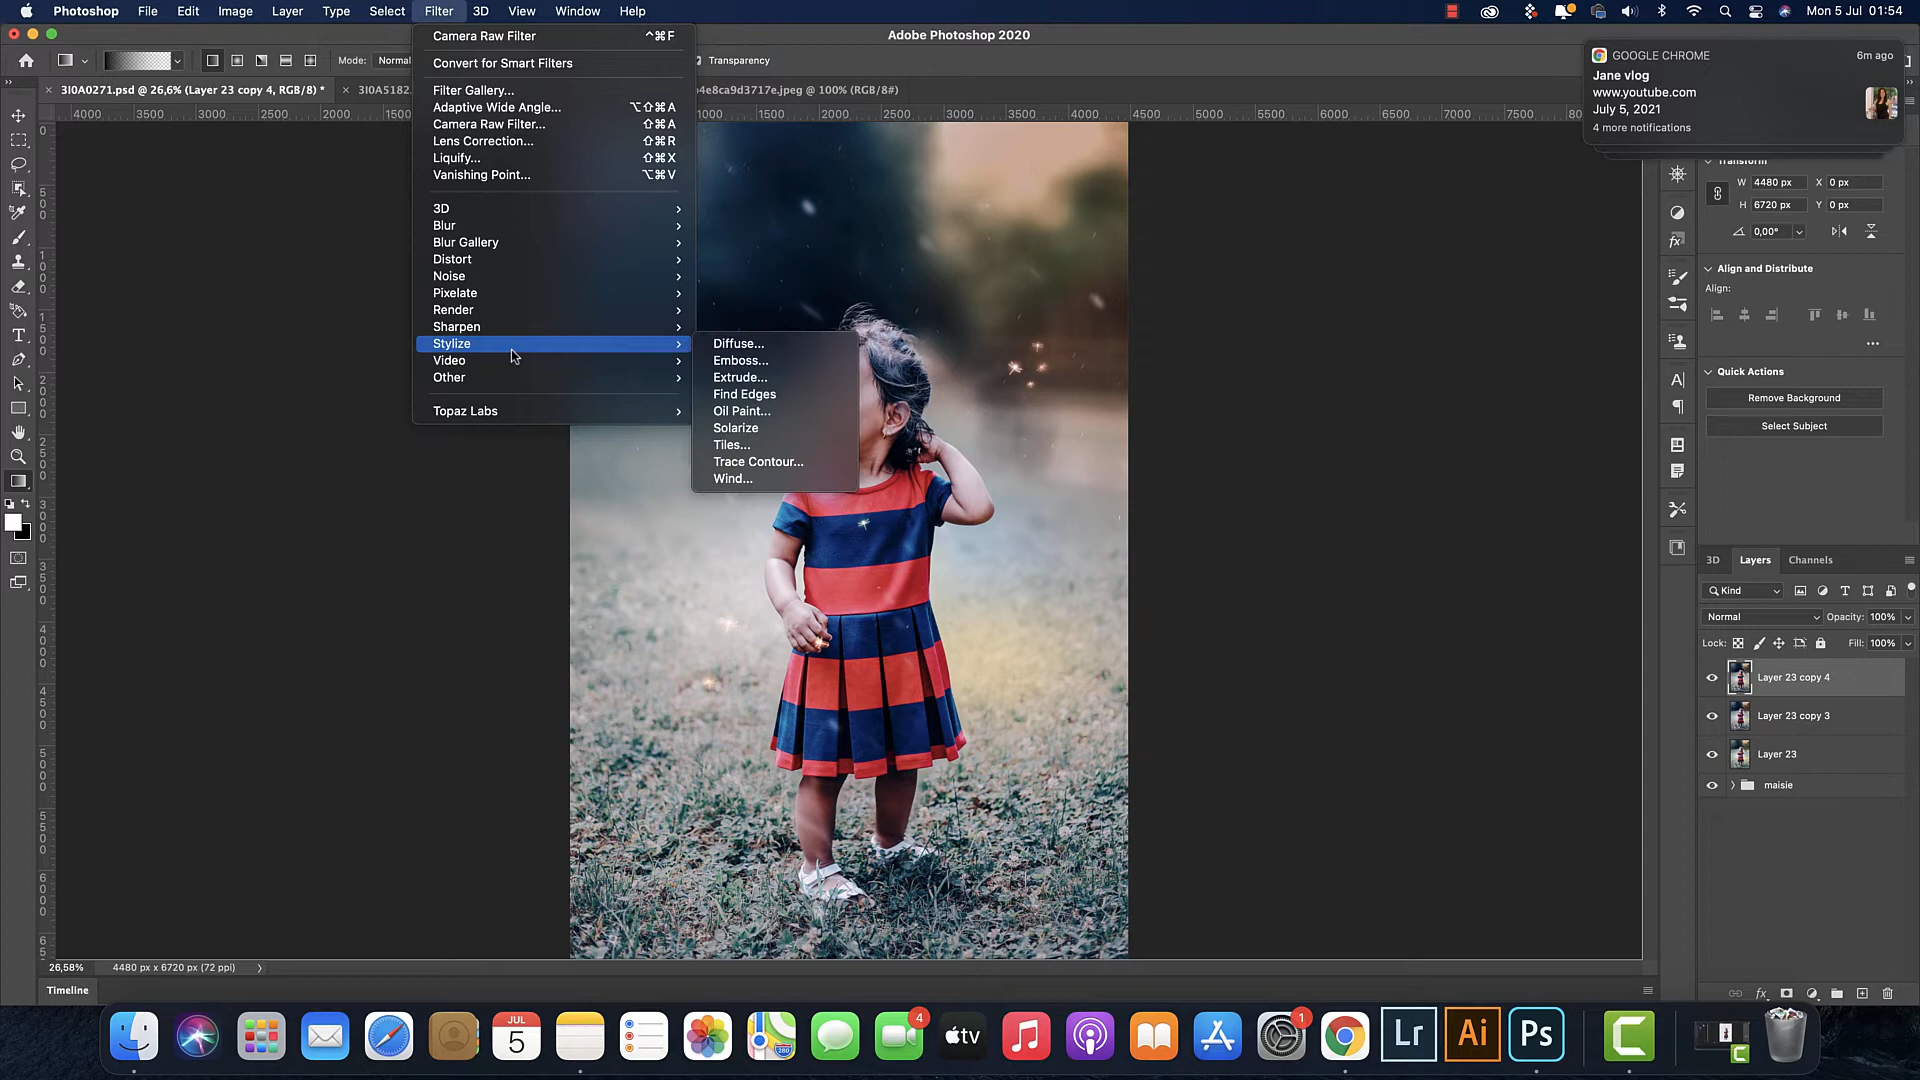 Photoshop File Edit Image Layer Type Select Filter 3D View Window Help Mon 5 Jul 01:54
Adobe Photoshop 2020
Mode: Normal Transparency
3I0A0271.psd @ 26,6% (Layer 23 copy 4, RGB/8) * 3I0A5182. 4e8ca9d3717e.jpeg @ 100% (RGB/8#)
4000 3500 3000 2500 2000 1500 1000 1500 2000 2500 3000 3500 4000 4500 5000 5500 6000 6500 7000 7500
Camera Raw Filter ^⌘F
Convert for Smart Filters
Filter Gallery...
Adaptive Wide Angle... ⌥⇧⌘A
Camera Raw Filter... ⇧⌘A
Lens Correction... ⇧⌘R
Liquify... ⇧⌘X
Vanishing Point... ⌥⌘V
3D
Blur
Blur Gallery
Distort
Noise
Pixelate
Render
Sharpen
Stylize
Video
Other
Topaz Labs
Diffuse...
Emboss...
Extrude...
Find Edges
Oil Paint...
Solarize
Tiles...
Trace Contour...
Wind...
GOOGLE CHROME 6m ago
Jane vlog
www.youtube.com
July 5, 2021
4 more notifications
Transform
W 4480 px X 0 px
H 6720 px Y 0 px
0,00°
Align and Distribute
Align:
Quick Actions
Remove Background
Select Subject
3D Layers Channels
Kind
Normal Opacity: 100%
Lock: Fill: 100%
Layer 23 copy 4
Layer 23 copy 3
Layer 23
maisie
26,58% 4480 px x 6720 px (72 ppi)
Timeline
JUL
5
4
tv
1
280
Lr
Ai
Ps